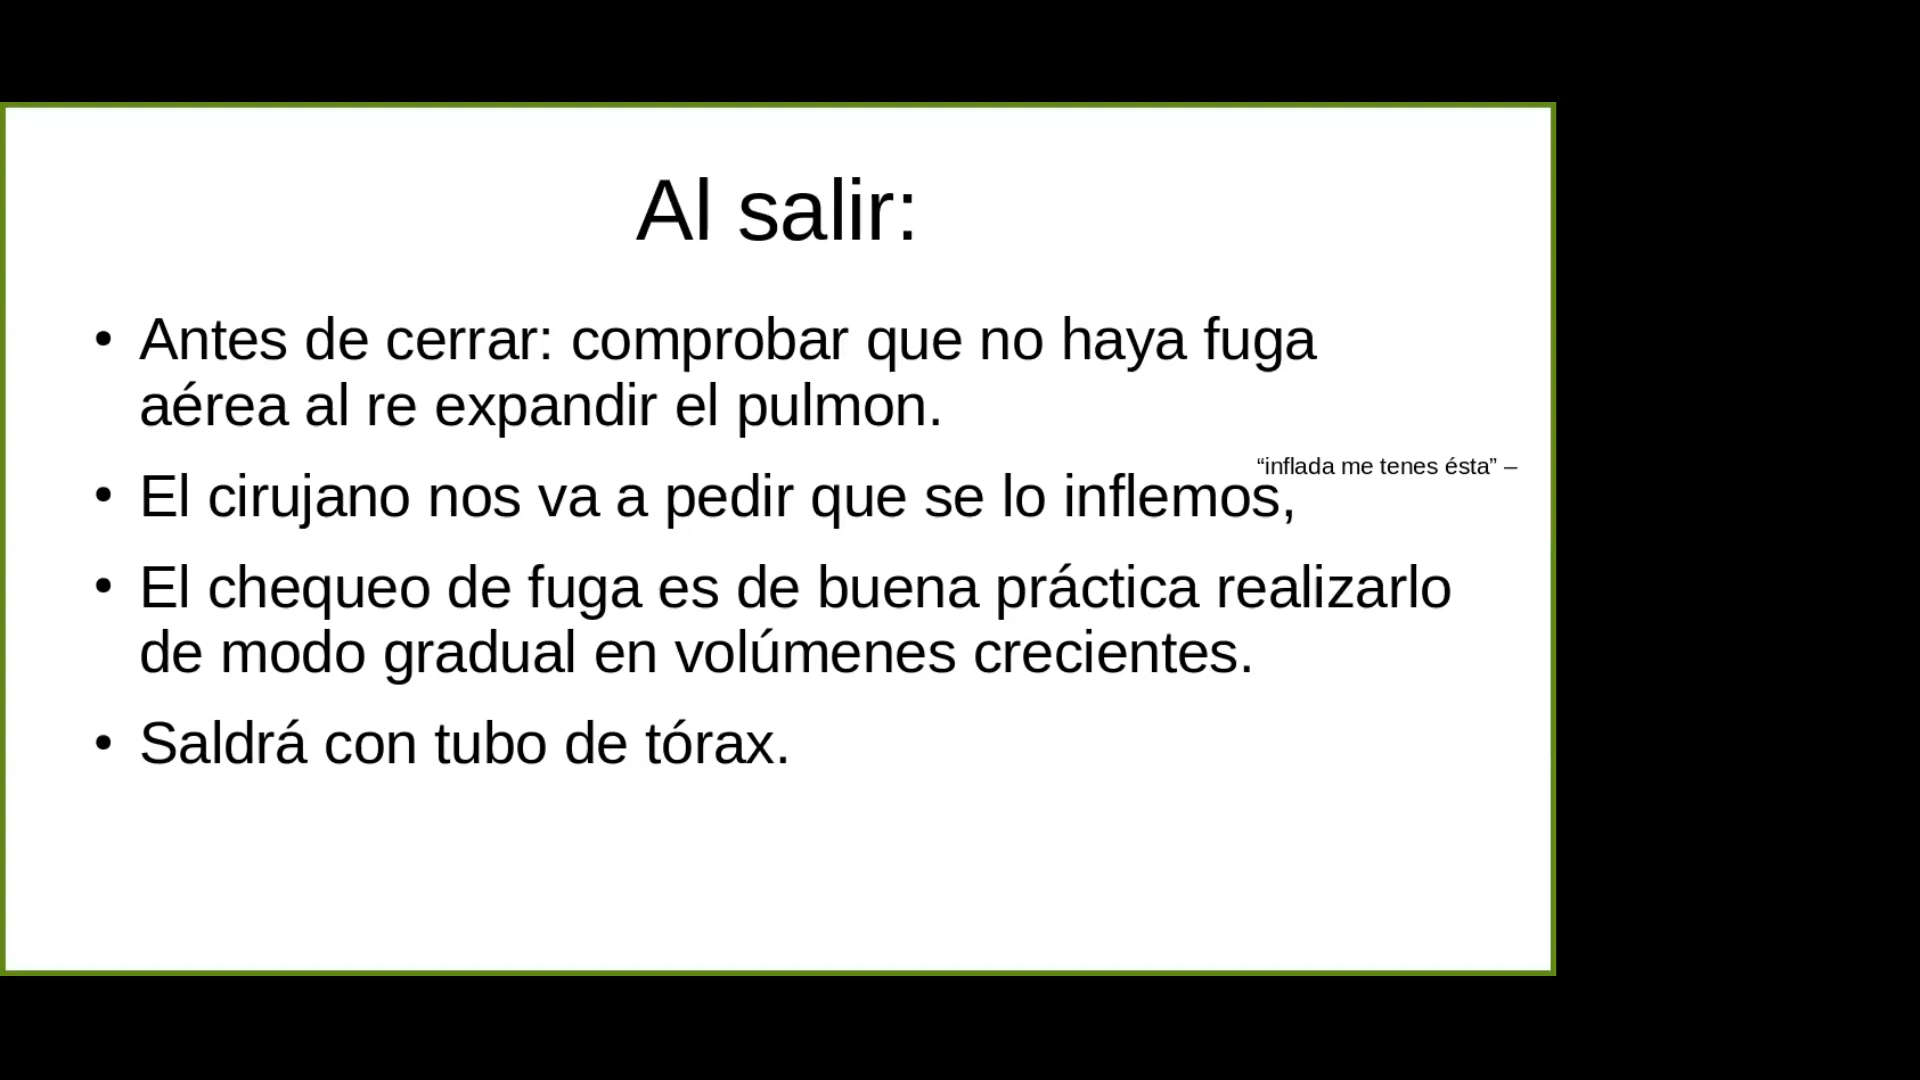 Al salir:
• Antes de cerrar: comprobar que no haya fuga
aérea al re expandir el pulmon.
“inflada me tenes ésta” –
• El cirujano nos va a pedir que se lo inflemos,
• El chequeo de fuga es de buena práctica realizarlo
de modo gradual en volúmenes crecientes.
• Saldrá con tubo de tórax.